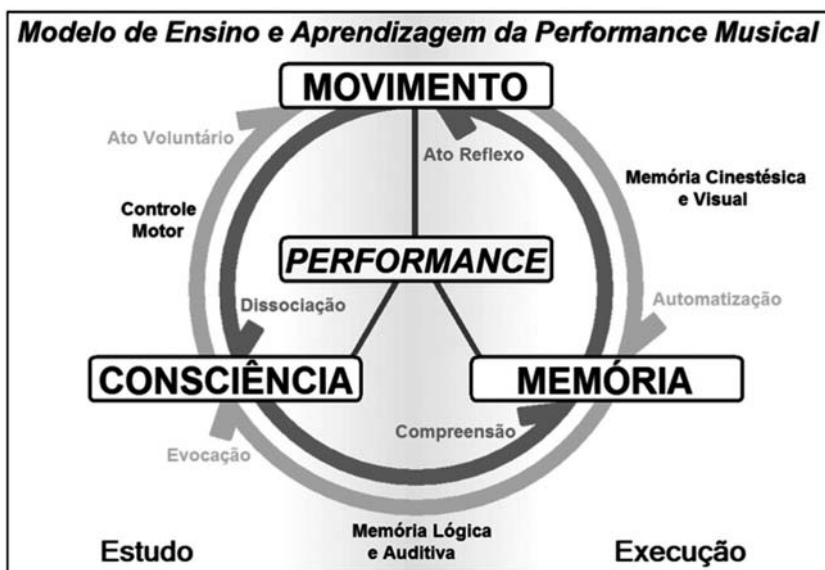 Modelo de Ensino e Aprendizagem da Performance Musical
MOVIMENTO
Ato Voluntário
Ato Reflexo
Memória Cinestésica
e Visual
Controle
Motor
PERFORMANCE
Dissociação
Automatização
CONSCIÊNCIA
MEMÓRIA
Compreensão
Evocação
Memória Lógica
e Auditiva
Estudo
Execução